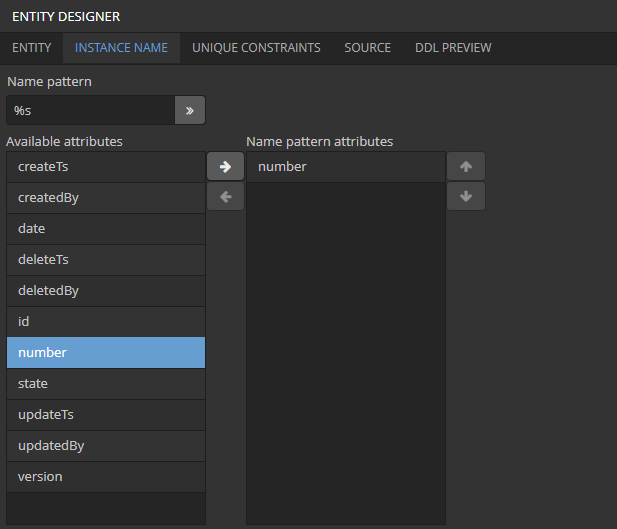 ENTITY DESIGNER
ENTITY INSTANCE NAME UNIQUE CONSTRAINTS SOURCE DDL PREVIEW
Name pattern
%s
Available attributes Name pattern attributes
createTs number
createdBy
date
deleteTs
deletedBy
id
number
state
updateTs
updatedBy
version